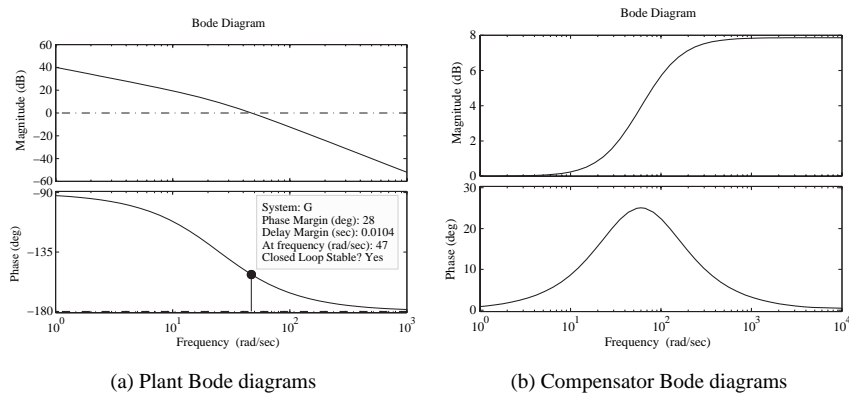 Bode Diagram
60
40
20
0
−20
−40
−60
Magnitude (dB)
−90
−135
−180
Phase (deg)
System: G
Phase Margin (deg): 28
Delay Margin (sec): 0.0104
At frequency (rad/sec): 47
Closed Loop Stable? Yes
10^0
10^1
10^2
10^3
Frequency (rad/sec)
(a) Plant Bode diagrams
Bode Diagram
8
6
4
2
0
Magnitude (dB)
30
20
10
0
Phase (deg)
10^0
10^1
10^2
10^3
10^4
Frequency (rad/sec)
(b) Compensator Bode diagrams